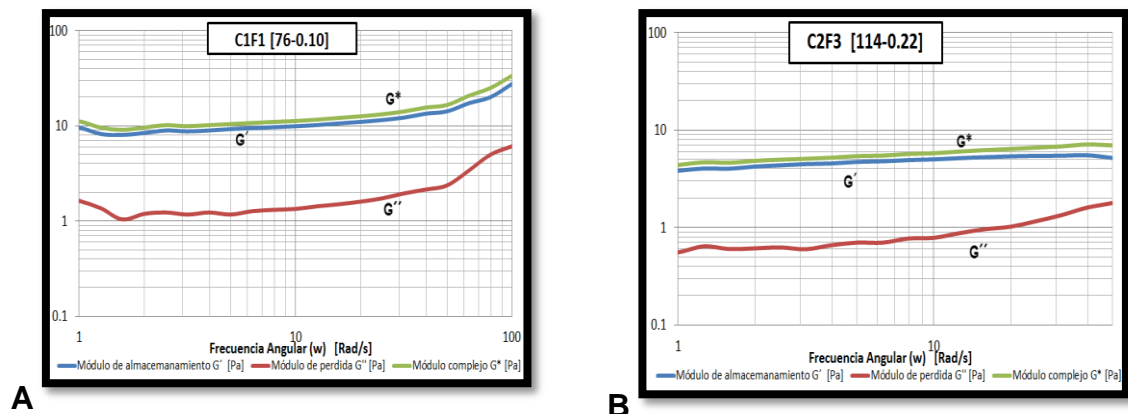 C1F1 [76-0.10]
100
10
1
0.1
G*
G´
G´´
1
10
100
Frecuencia Angular (w) [Rad/s]
Módulo de almacemanamiento G´ [Pa]
Módulo de perdida G" [Pa]
Módulo complejo G* [Pa]
A
C2F3 [114-0.22]
100
10
1
0.1
G*
G´
G´´
1
10
Frecuencia Angular (w) [Rad/s]
Módulo de almacemanamiento G´ [Pa]
Módulo de perdida G" [Pa]
Módulo complejo G* [Pa]
B